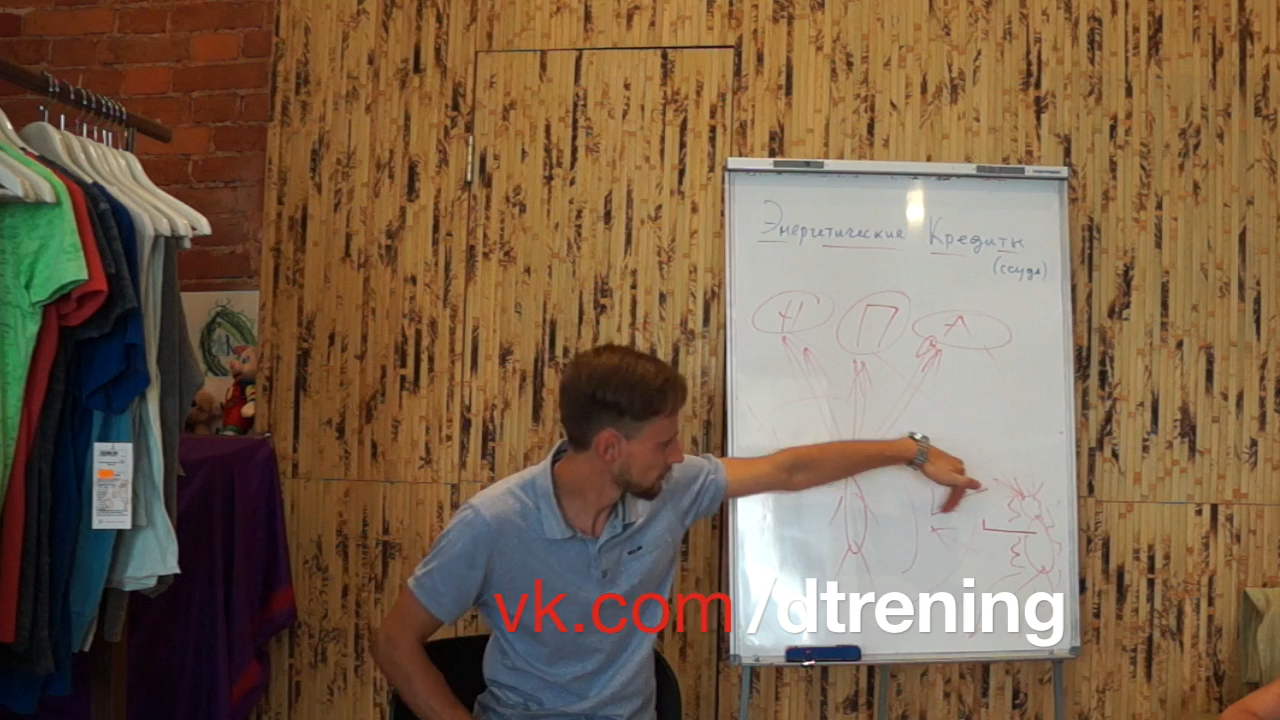 Энергетические Кредиты
(ссуда)
Н П А
vk.com/dtrening